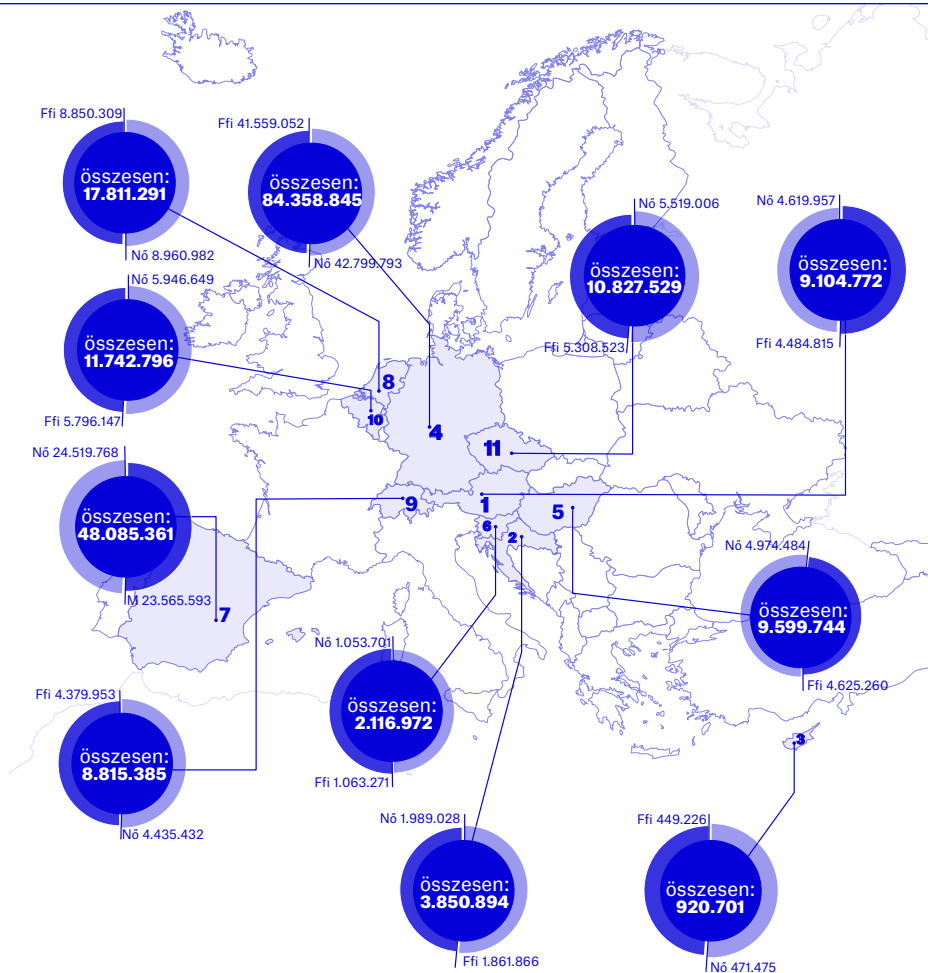 Ffi 8.850.309
összesen:
17.811.291
Nő 8.960.982
Ffi 41.559.052
összesen:
84.358.845
Nő 42.799.793
Nő 5.519.006
összesen:
10.827.529
Ffi 5.308.523
Nő 4.619.957
összesen:
9.104.772
Ffi 4.484.815
Nő 5.946.649
összesen:
11.742.796
Ffi 5.796.147
8
10
4
11
9
1
5
6
2
7
3
Nő 24.519.768
összesen:
48.085.361
M 23.565.593
Nő 4.974.484
összesen:
9.599.744
Ffi 4.625.260
Nő 1.053.701
összesen:
2.116.972
Ffi 1.063.271
Ffi 4.379.953
összesen:
8.815.385
Nő 4.435.432
Nő 1.989.028
összesen:
3.850.894
Ffi 1.861.866
Ffi 449.226
összesen:
920.701
Nő 471.475